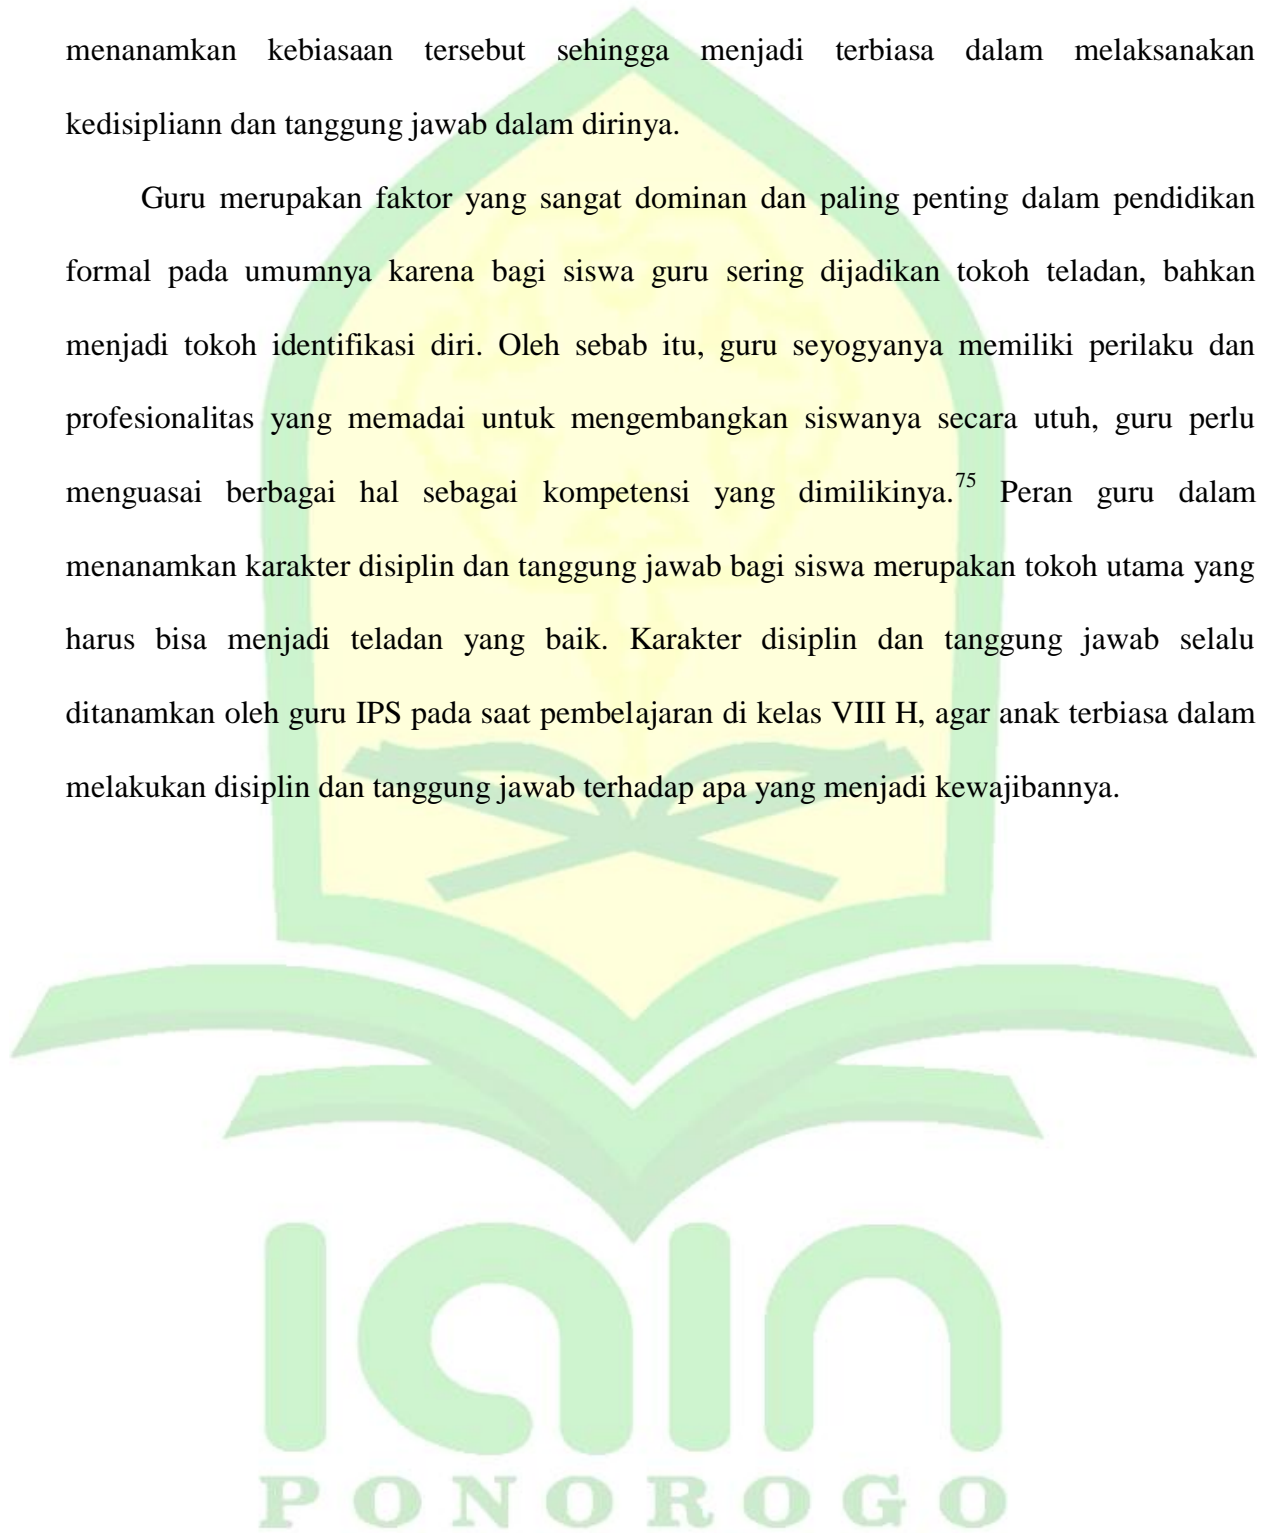 menanamkan kebiasaan tersebut sehingga menjadi terbiasa dalam melaksanakan
kedisipliann dan tanggung jawab dalam dirinya.
Guru merupakan faktor yang sangat dominan dan paling penting dalam pendidikan
formal pada umumnya karena bagi siswa guru sering dijadikan tokoh teladan, bahkan
menjadi tokoh identifikasi diri. Oleh sebab itu, guru seyogyanya memiliki perilaku dan
profesionalitas yang memadai untuk mengembangkan siswanya secara utuh, guru perlu
menguasai berbagai hal sebagai kompetensi yang dimilikinya.75 Peran guru dalam
menanamkan karakter disiplin dan tanggung jawab bagi siswa merupakan tokoh utama yang
harus bisa menjadi teladan yang baik. Karakter disiplin dan tanggung jawab selalu
ditanamkan oleh guru IPS pada saat pembelajaran di kelas VIII H, agar anak terbiasa dalam
melakukan disiplin dan tanggung jawab terhadap apa yang menjadi kewajibannya.
iain
PONOROGO